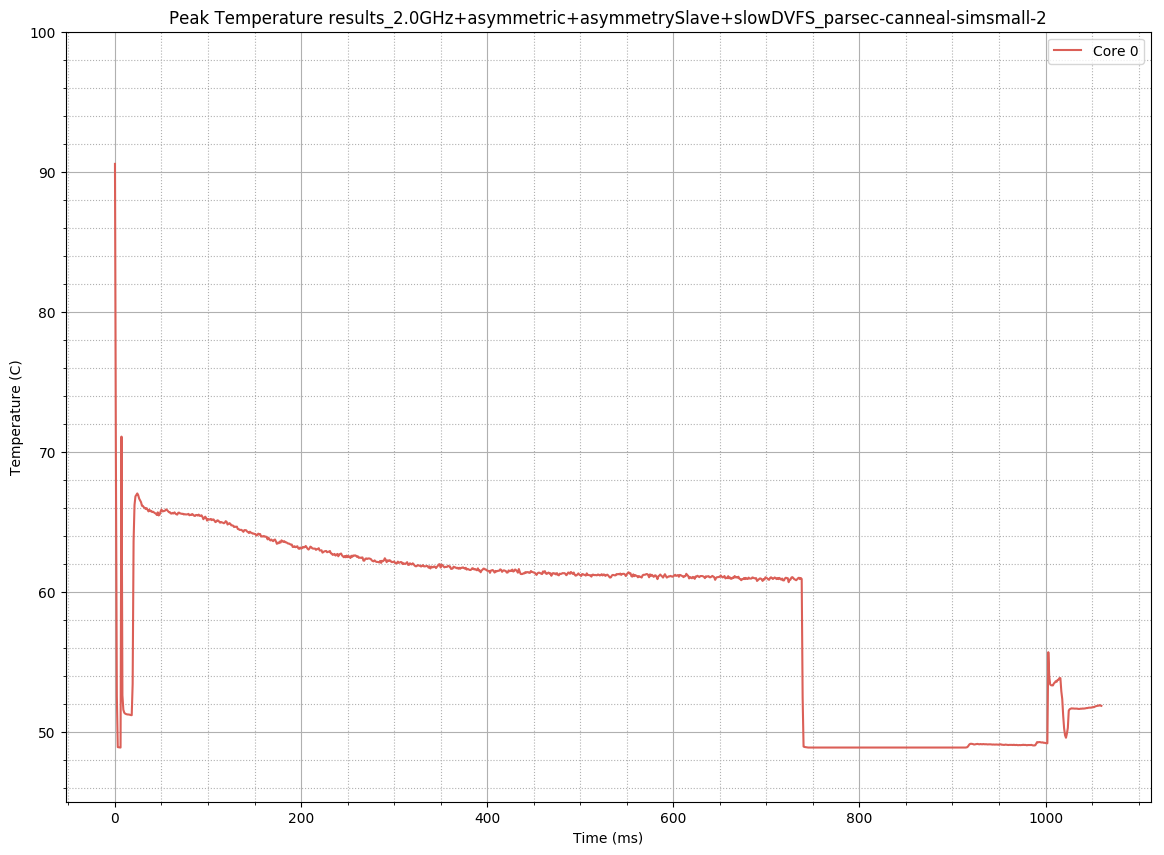 Peak Temperature results_2.0GHz+asymmetric+asymmetrySlave+slowDVFS_parsec-canneal-simsmall-2
Core 0
100
90
80
70
60
50
Temperature (C)
0 200 400 600 800 1000
Time (ms)